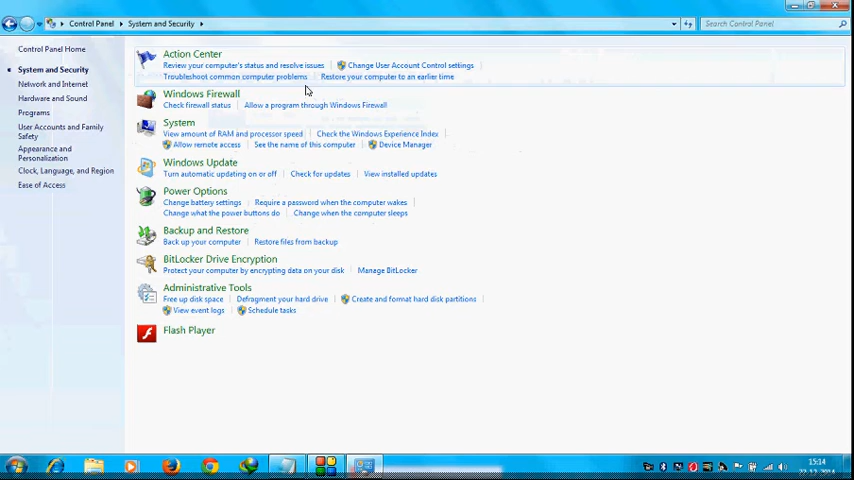 Control Panel
System and Security
Search Control Panel
Control Panel Home
System and Security
Network and Internet
Hardware and Sound
Programs
User Accounts and Family
Safety
Appearance and
Personalization
Clock, Language, and Region
Ease of Access
Action Center
Review your computer's status and resolve issues
Change User Account Control settings
Troubleshoot common computer problems
Restore your computer to an earlier time
Windows Firewall
Check firewall status
Allow a program through Windows Firewall
System
View amount of RAM and processor speed
Check the Windows Experience Index
Allow remote access
See the name of this computer
Device Manager
Windows Update
Turn automatic updating on or off
Check for updates
View installed updates
Power Options
Change battery settings
Require a password when the computer wakes
Change what the power buttons do
Change when the computer sleeps
Backup and Restore
Back up your computer
Restore files from backup
BitLocker Drive Encryption
Protect your computer by encrypting data on your disk
Manage BitLocker
Administrative Tools
Free up disk space
Defragment your hard drive
Create and format hard disk partitions
View event logs
Schedule tasks
Flash Player
15:14
22-12-2014